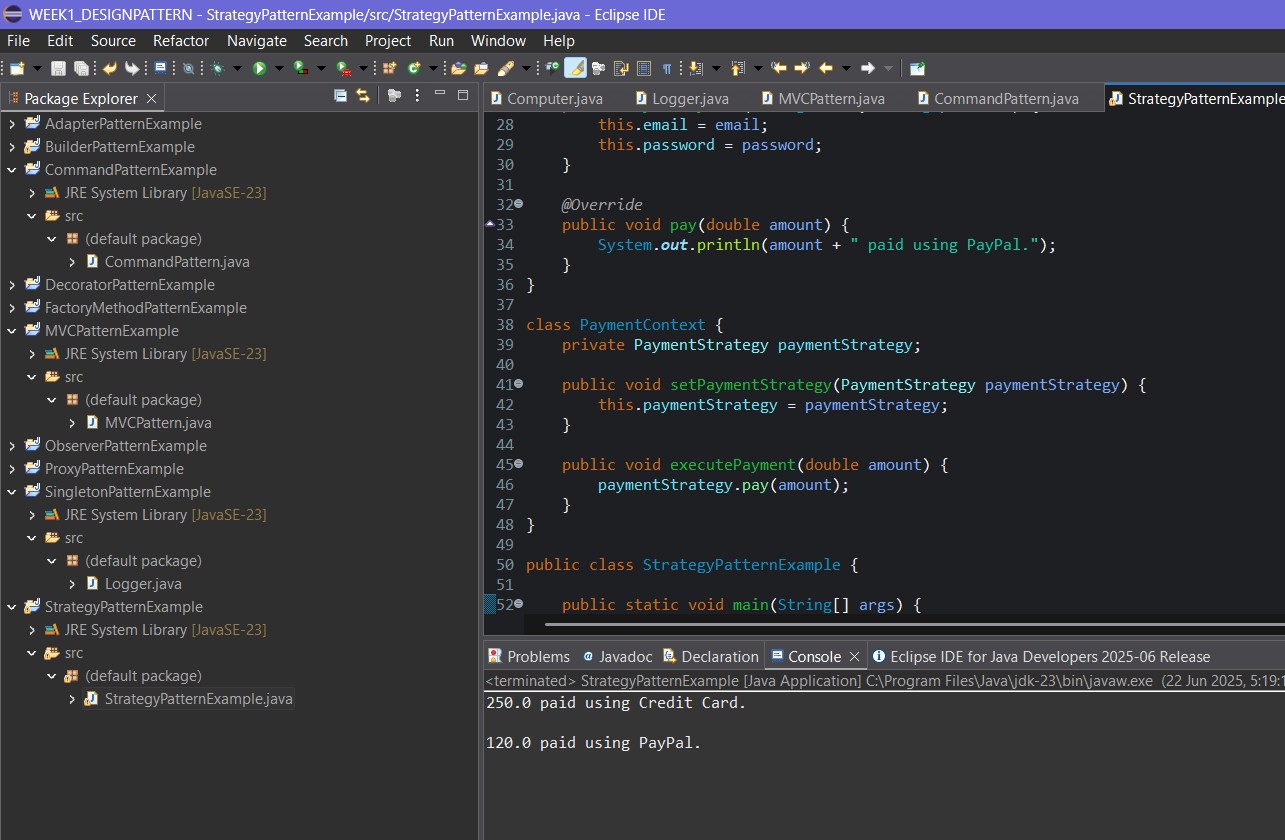 WEEK1_DESIGNPATTERN - StrategyPatternExample/src/StrategyPatternExample.java - Eclipse IDE
File Edit Source Refactor Navigate Search Project Run Window Help
Package Explorer
AdapterPatternExample
BuilderPatternExample
CommandPatternExample
JRE System Library [JavaSE-23]
src
(default package)
CommandPattern.java
DecoratorPatternExample
FactoryMethodPatternExample
MVCPatternExample
JRE System Library [JavaSE-23]
src
(default package)
MVCPattern.java
ObserverPatternExample
ProxyPatternExample
SingletonPatternExample
JRE System Library [JavaSE-23]
src
(default package)
Logger.java
StrategyPatternExample
JRE System Library [JavaSE-23]
src
(default package)
StrategyPatternExample.java
Computer.java Logger.java MVCPattern.java CommandPattern.java StrategyPatternExample
28 this.email = email;
29 this.password = password;
30 }
31
32 @Override
33 public void pay(double amount) {
34 System.out.println(amount + " paid using PayPal.");
35 }
36 }
37
38 class PaymentContext {
39 private PaymentStrategy paymentStrategy;
40
41 public void setPaymentStrategy(PaymentStrategy paymentStrategy) {
42 this.paymentStrategy = paymentStrategy;
43 }
44
45 public void executePayment(double amount) {
46 paymentStrategy.pay(amount);
47 }
48 }
49
50 public class StrategyPatternExample {
51
52 public static void main(String[] args) {
Problems Javadoc Declaration Console Eclipse IDE for Java Developers 2025-06 Release
<terminated> StrategyPatternExample [Java Application] C:\Program Files\Java\jdk-23\bin\javaw.exe (22 Jun 2025, 5:19:1
250.0 paid using Credit Card.
120.0 paid using PayPal.